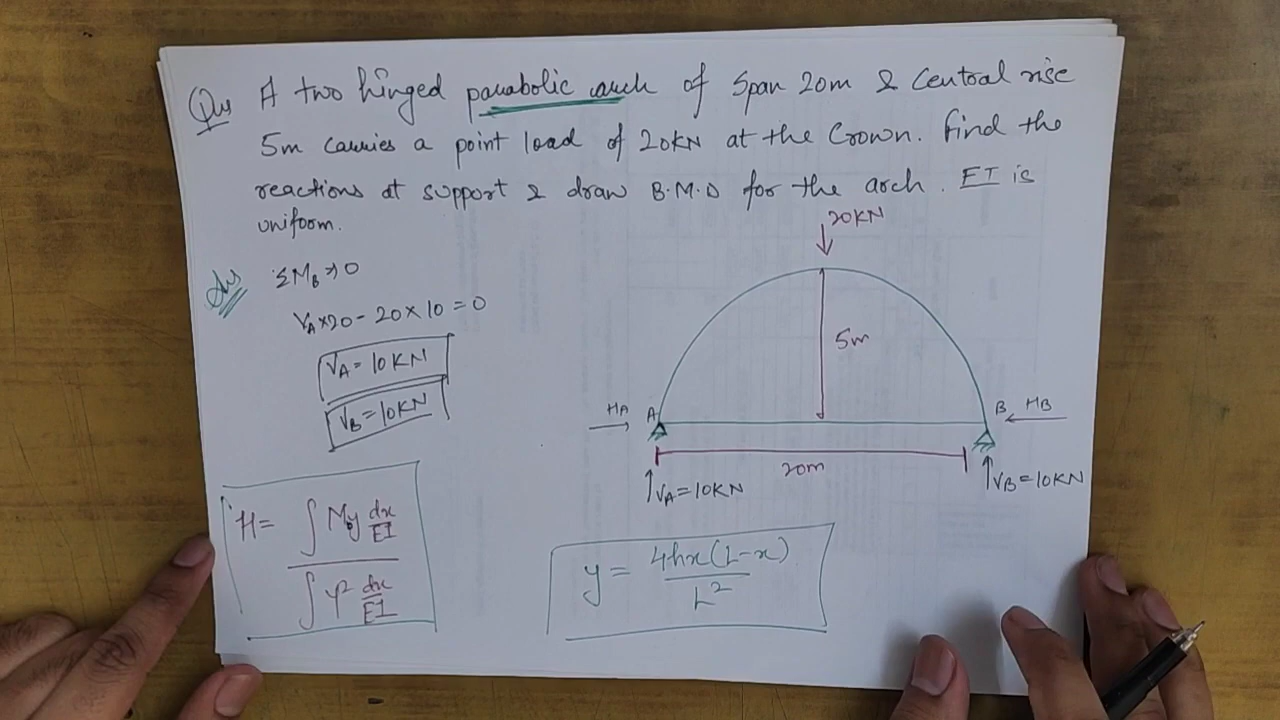 Qus A two hinged parabolic arch of span 20m & Central rise
5m carries a point load of 20KN at the Crown. Find the
reactions at support & draw B.M.D for the arch. EI is
uniform.
Ans ΣM_B ⇒ 0
V_A×20 - 20×10 = 0
V_A = 10KN
V_B = 10KN
20KN
5m
H_A A
B H_B
20m
V_A = 10KN
V_B = 10KN
H = ∫ My dx/EI / ∫ y² dx/EI
y = 4hx(L-x) / L²